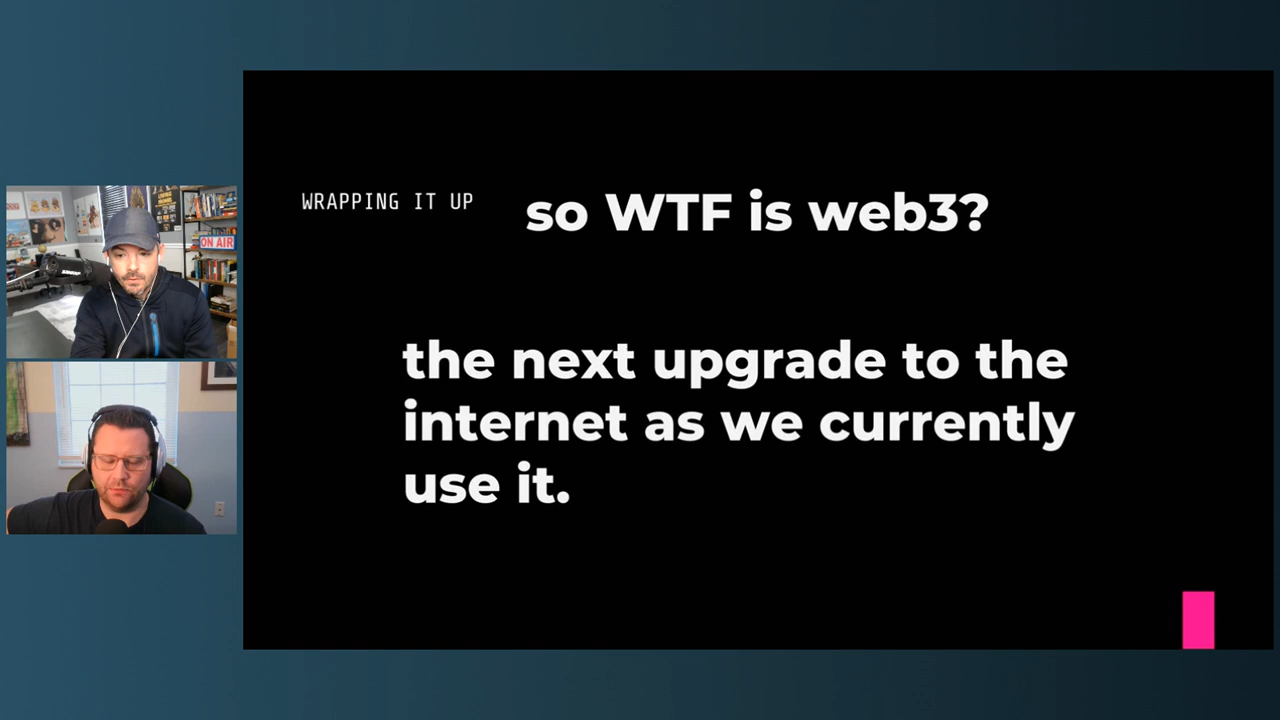 WRAPPING IT UP
so WTF is web3?
the next upgrade to the
internet as we currently
use it.
ON AIR